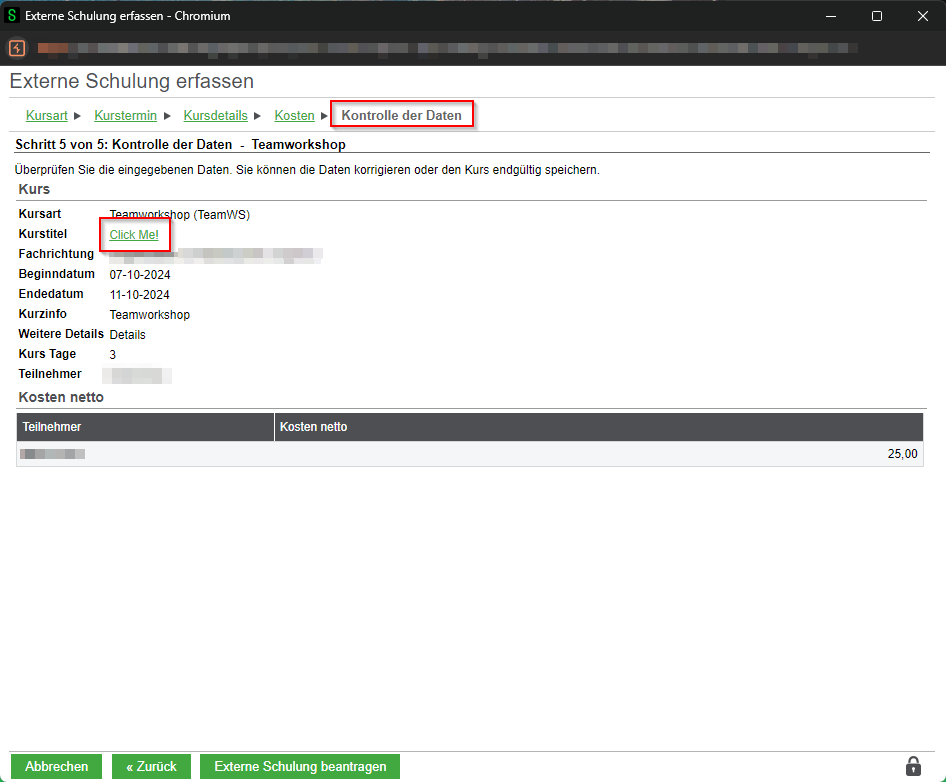 Externe Schulung erfassen - Chromium
Externe Schulung erfassen
Kursart ▶ Kurstermin ▶ Kursdetails ▶ Kosten ▶ Kontrolle der Daten
Schritt 5 von 5: Kontrolle der Daten - Teamworkshop
Überprüfen Sie die eingegebenen Daten. Sie können die Daten korrigieren oder den Kurs endgültig speichern.
Kurs
Kursart Teamworkshop (TeamWS)
Kurstitel Click Me!
Fachrichtung
Beginndatum 07-10-2024
Endedatum 11-10-2024
Kurzinfo Teamworkshop
Weitere Details Details
Kurs Tage 3
Teilnehmer
Kosten netto
Teilnehmer Kosten netto
25,00
Abbrechen « Zurück Externe Schulung beantragen